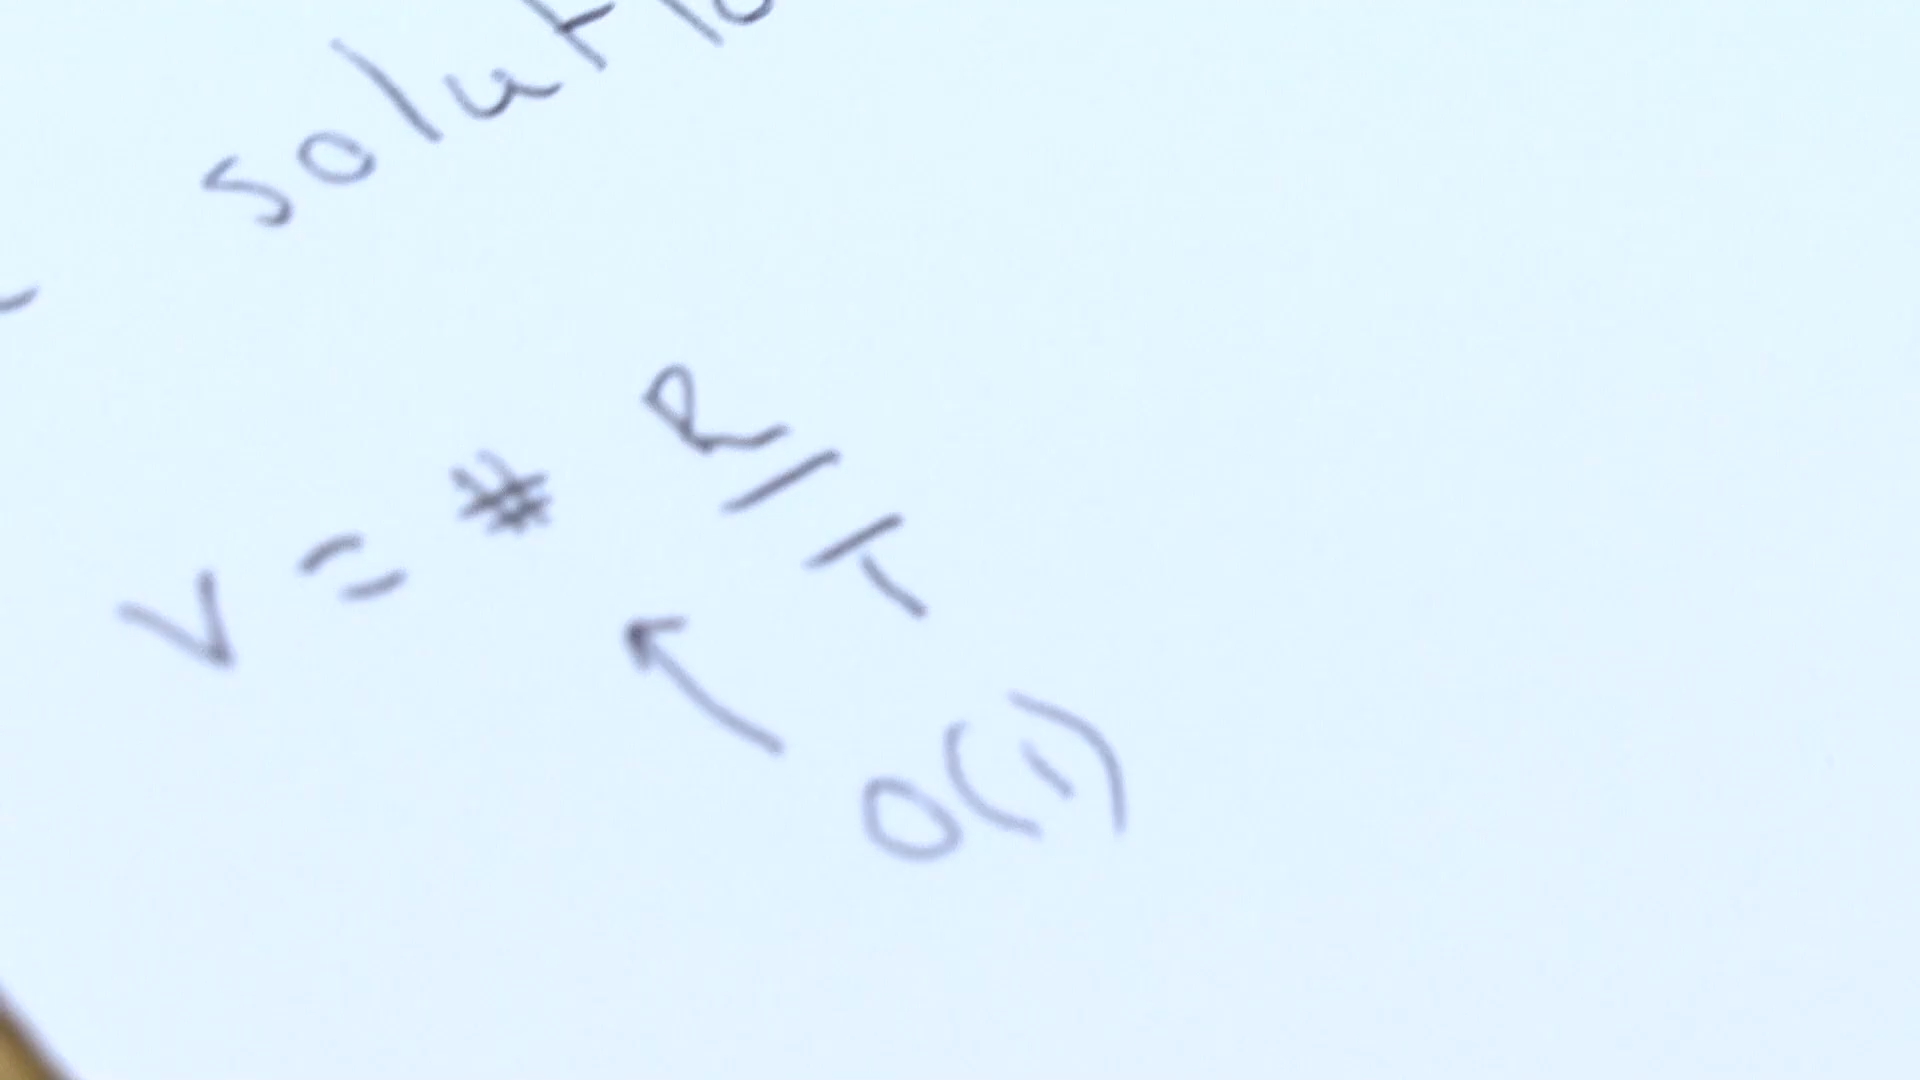 solutio
V = # R/T
O(1)